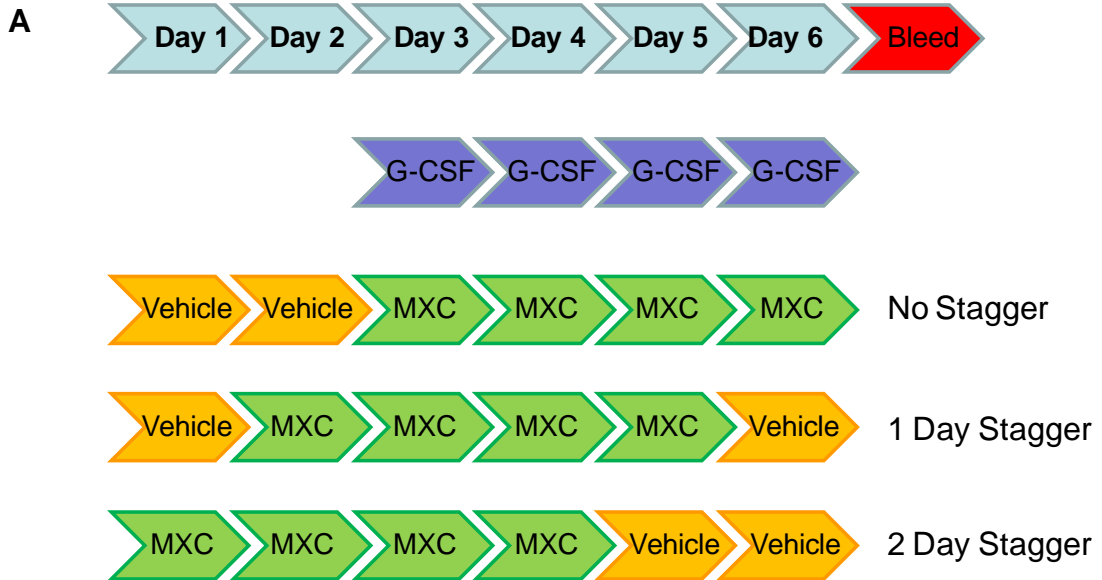 A
Day 1 Day 2 Day 3 Day 4 Day 5 Day 6 Bleed
G-CSF G-CSF G-CSF G-CSF
Vehicle Vehicle MXC MXC MXC MXC No Stagger
Vehicle MXC MXC MXC MXC Vehicle 1 Day Stagger
MXC MXC MXC MXC Vehicle Vehicle 2 Day Stagger